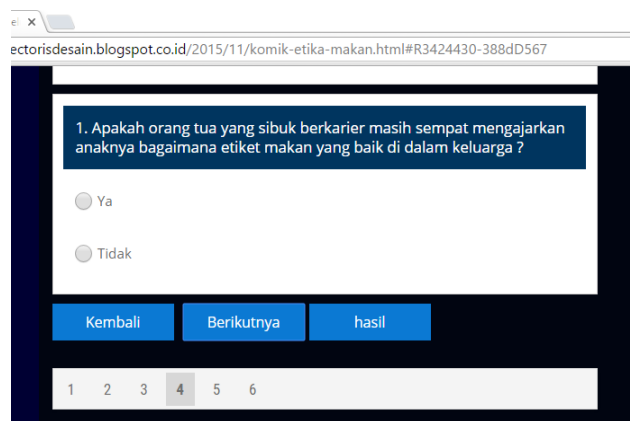 ectorisdesain.blogspot.co.id/2015/11/komik-etika-makan.html#R3424430-388dD567
1. Apakah orang tua yang sibuk berkarier masih sempat mengajarkan
anaknya bagaimana etiket makan yang baik di dalam keluarga ?
Ya
Tidak
Kembali Berikutnya hasil
1 2 3 4 5 6